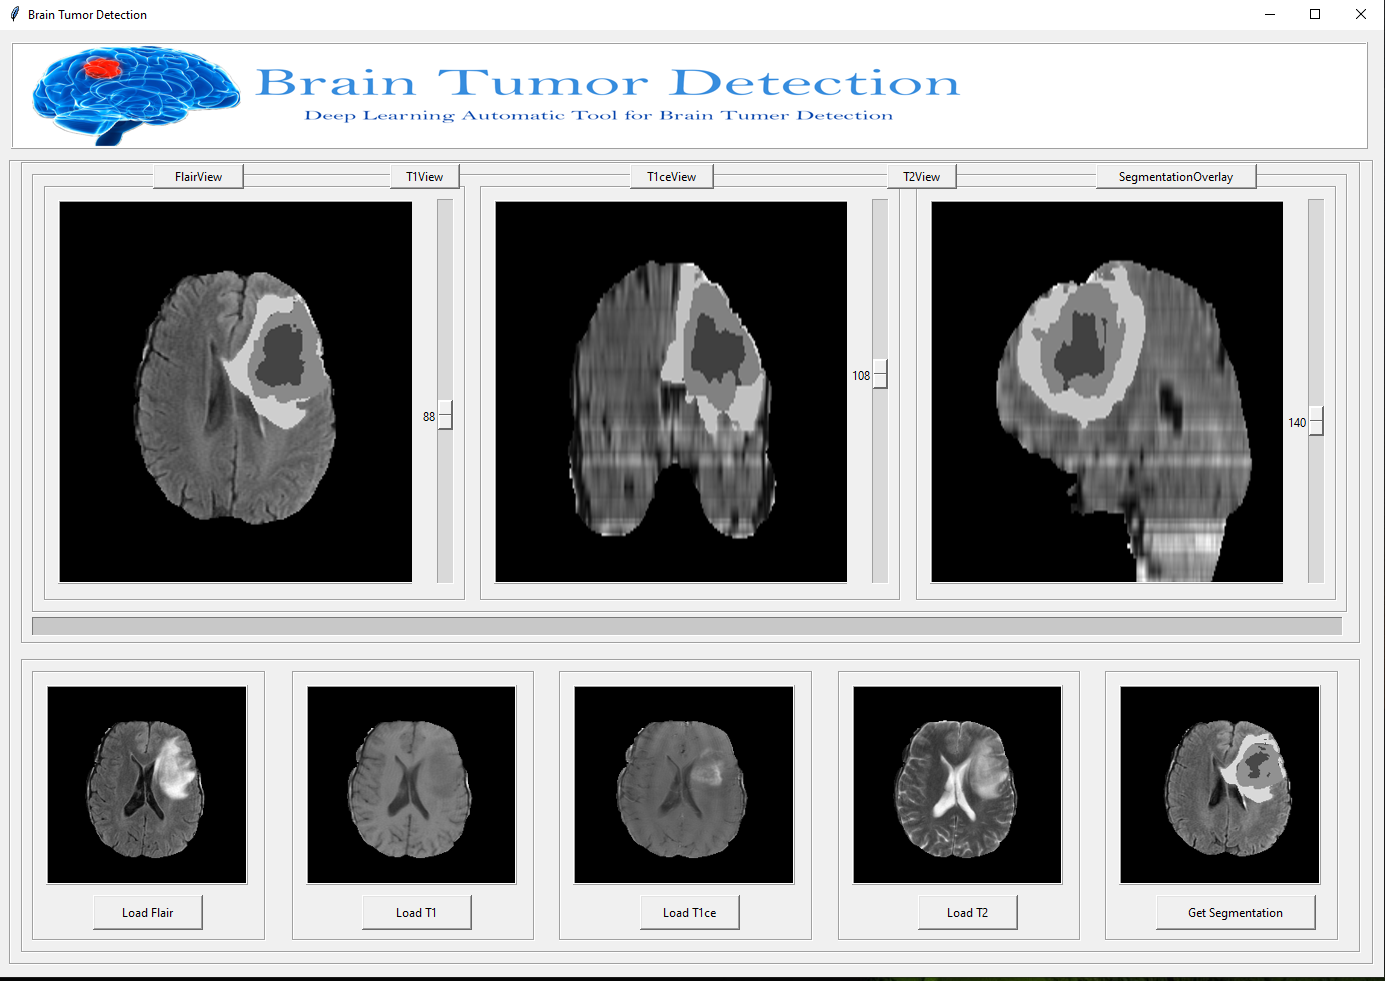 Brain Tumor Detection
Brain Tumor Detection
Deep Learning Automatic Tool for Brain Tumer Detection
FlairView
T1View
T1ceView
T2View
SegmentationOverlay
88
108
140
Load Flair
Load T1
Load T1ce
Load T2
Get Segmentation